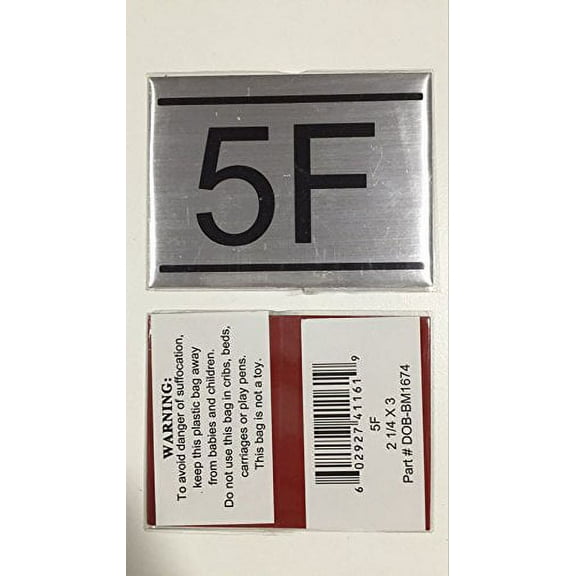 5F
WARNING:
To avoid danger of suffocation,
keep this plastic bag away
from babies and children.
Do not use this bag in cribs, beds,
carriages or play pens.
This bag is not a toy.
6 02927 41161 9
5F
2 1/4 X 3
Part # DOB-BM1674